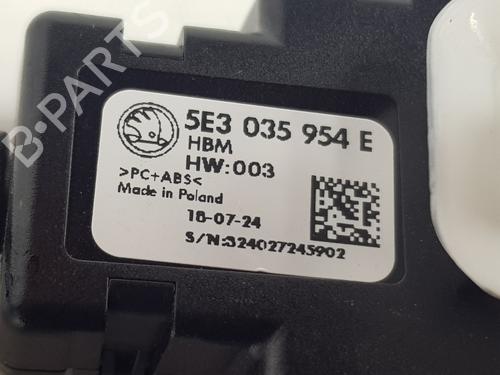 B-PARTS
5E3 035 954 E
HBM
HW:003
>PC+ABS<
Made in Poland
18-07-24
S/N:324027245902